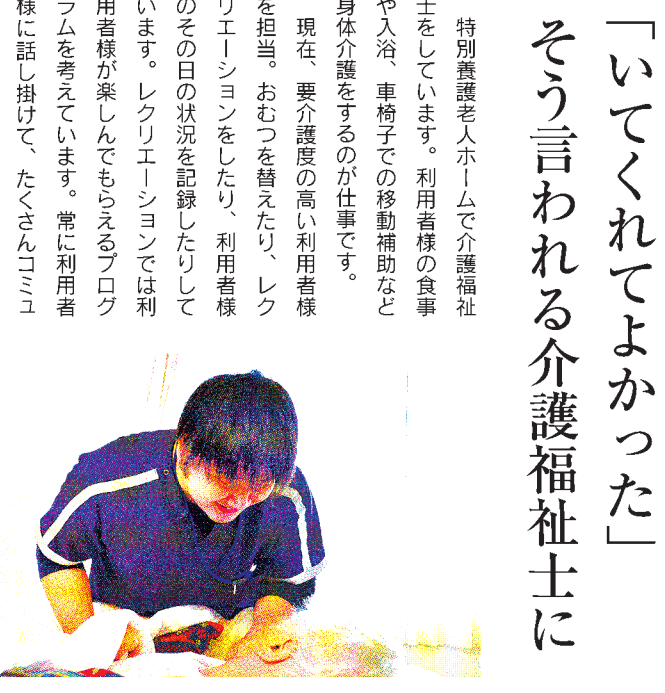 「いてくれてよかった」
そう言われる介護福祉士に
特別養護老人ホームで介護福祉
士をしています。利用者様の食事
や入浴、車椅子での移動補助など
身体介護をするのが仕事です。
現在、要介護度の高い利用者様
を担当。おむつを替えたり、レク
リエーションをしたり、利用者様
のその日の状況を記録したりして
います。レクリエーションでは利
用者様が楽しんでもらえるプログ
ラムを考えています。常に利用者
様に話し掛けて、たくさんコミュ